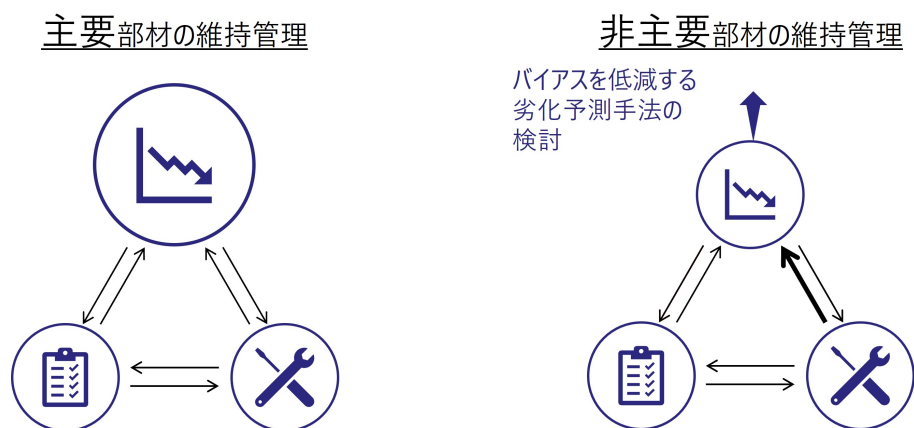 主要部材の維持管理
非主要部材の維持管理
バイアスを低減する
劣化予測手法の
検討